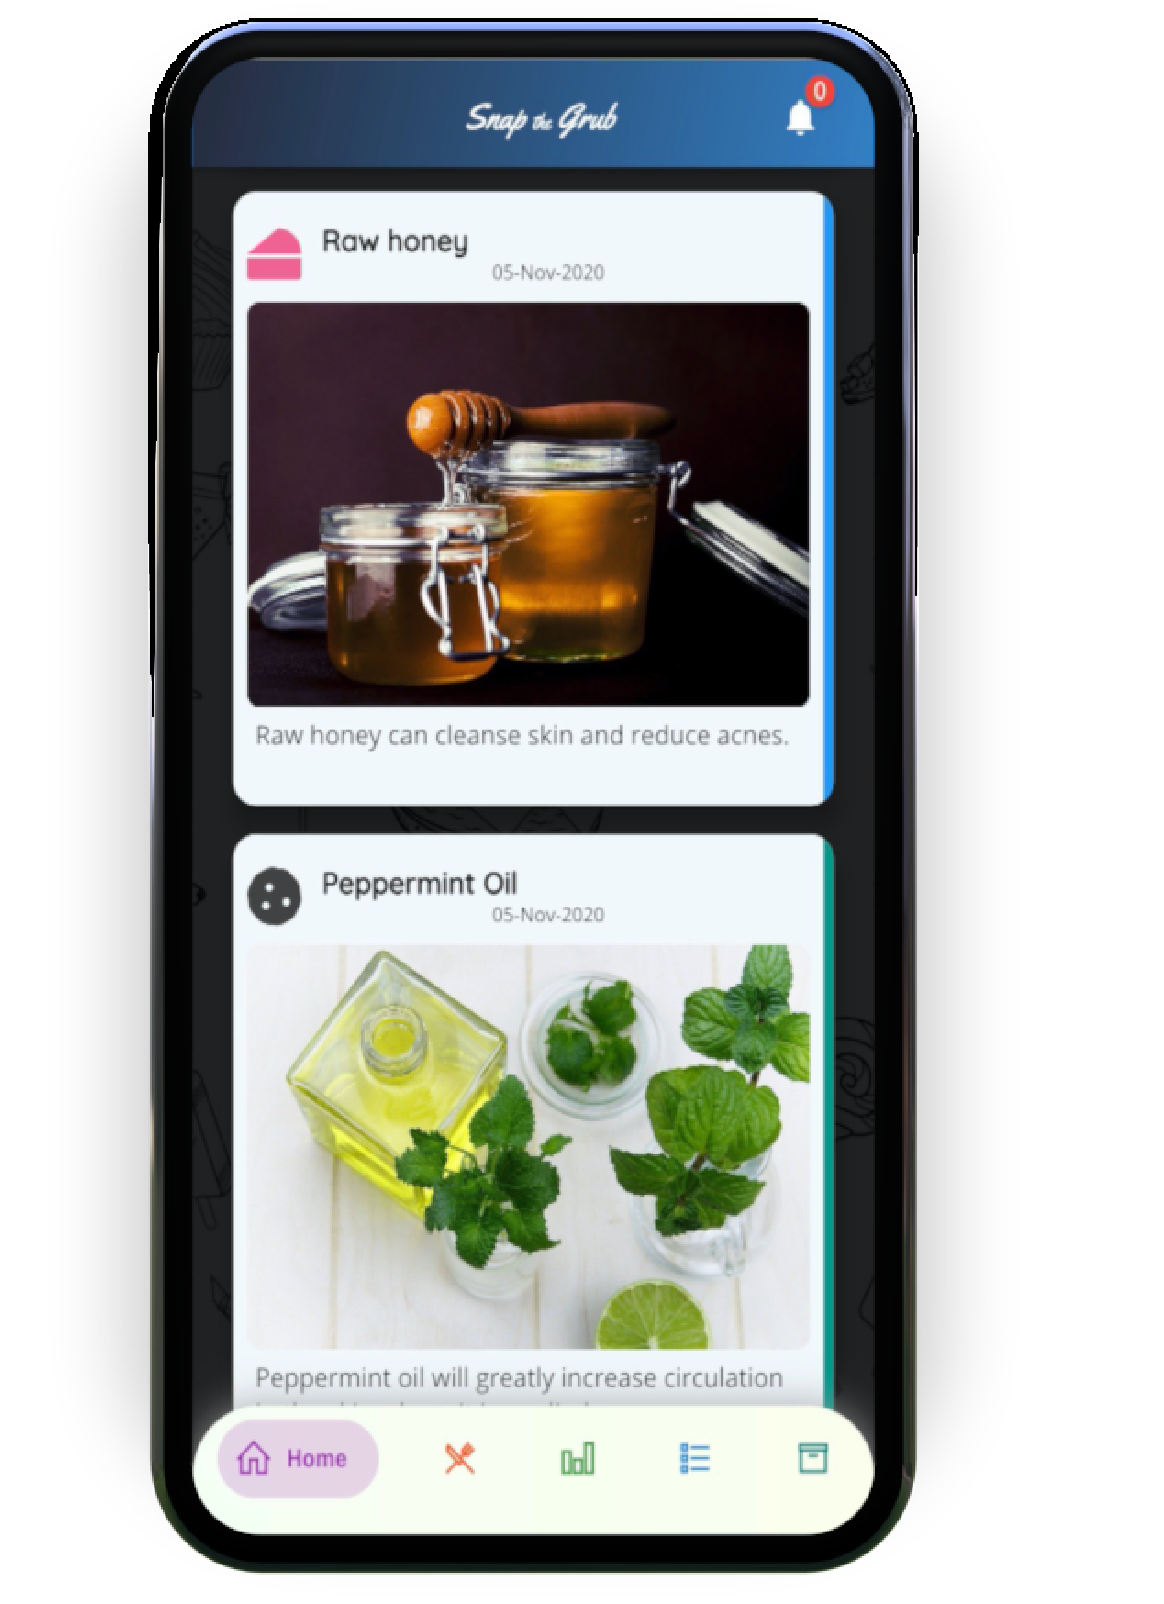 Snap the Grub
0
Raw honey
05-Nov-2020
Raw honey can cleanse skin and reduce acnes.
Peppermint Oil
05-Nov-2020
Peppermint oil will greatly increase circulation
Home